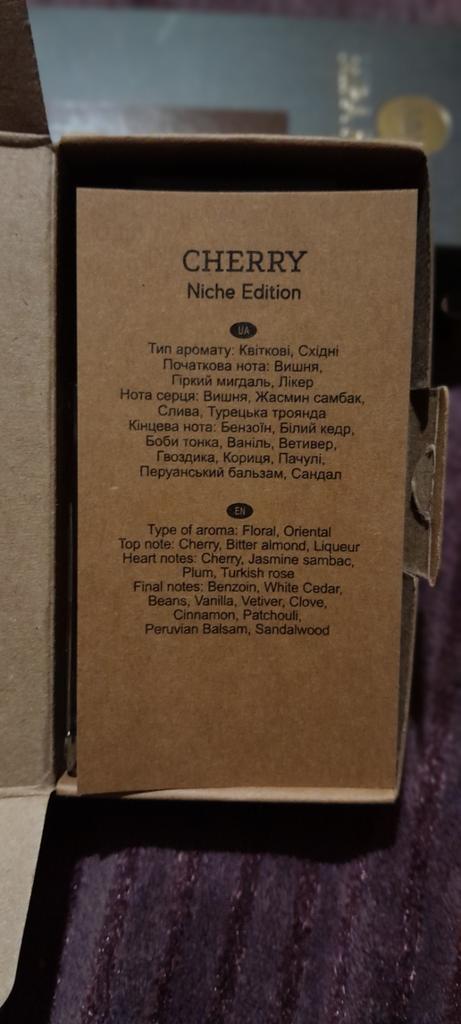 CHERRY
Niche Edition
UA
Тип аромату: Квіткові, Східні
Початкова нота: Вишня,
Гіркий мигдаль, Лікер
Нота серця: Вишня, Жасмин самбак,
Слива, Турецька троянда
Кінцева нота: Бензоїн, Білий кедр,
Боби тонка, Ваніль, Ветивер,
Гвоздика, Кориця, Пачулі,
Перуанський бальзам, Сандал
EN
Type of aroma: Floral, Oriental
Top note: Cherry, Bitter almond, Liqueur
Heart notes: Cherry, Jasmine sambac,
Plum, Turkish rose
Final notes: Benzoin, White Cedar,
Beans, Vanilla, Vetiver, Clove,
Cinnamon, Patchouli,
Peruvian Balsam, Sandalwood